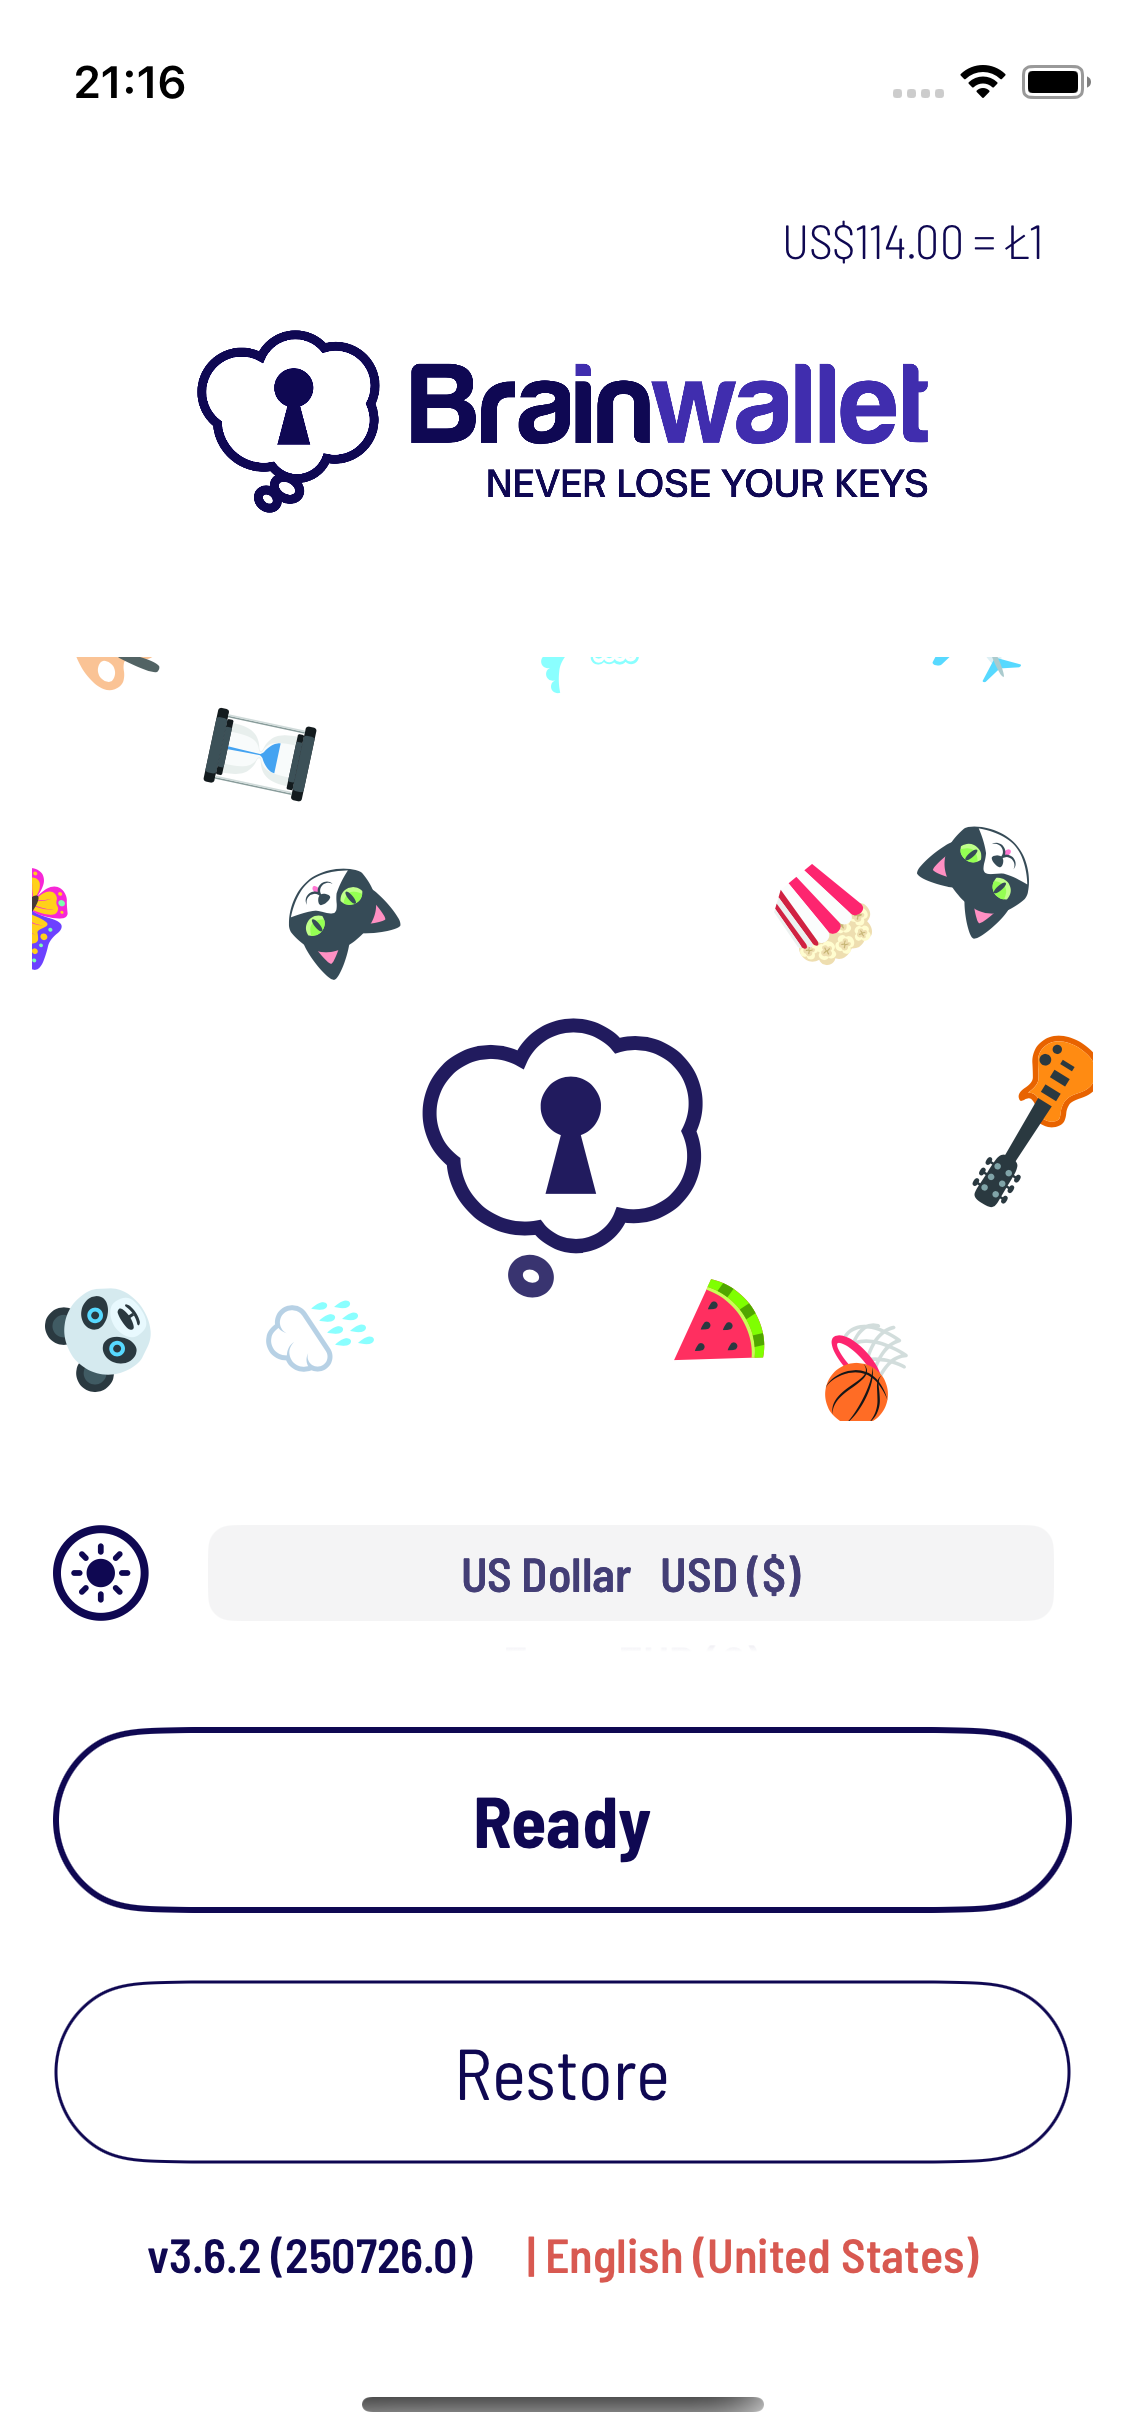 21:16
US$114.00 = Ł1
Brainwallet
NEVER LOSE YOUR KEYS
US Dollar USD ($)
Ready
Restore
v3.6.2 (250726.0) | English (United States)